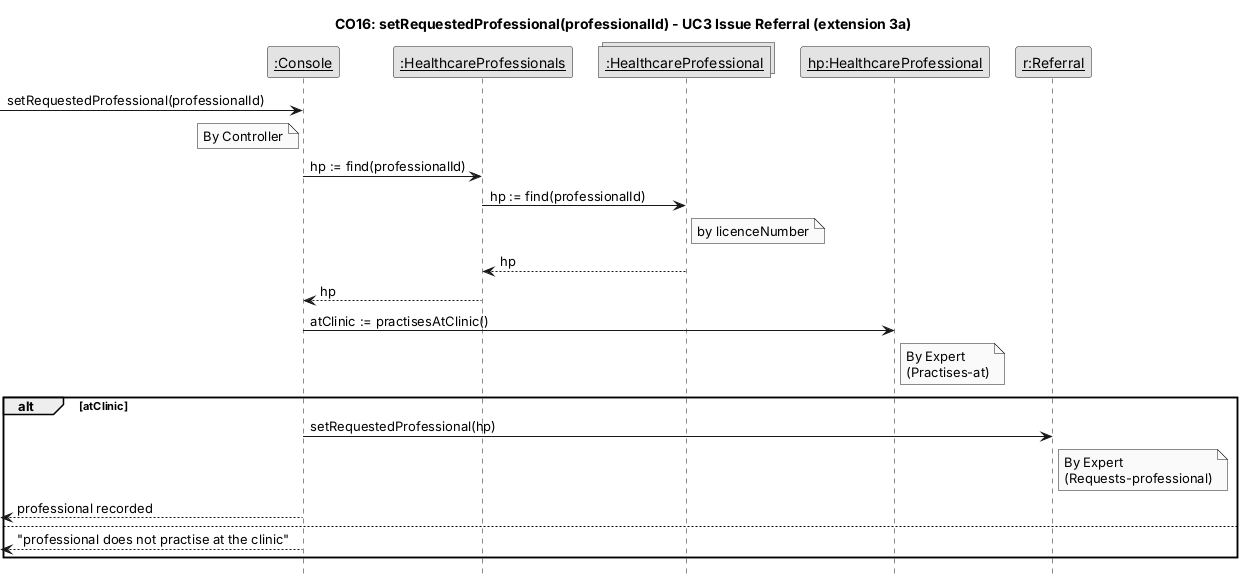 CO16: setRequestedProfessional(professionalId) - UC3 Issue Referral (extension 3a)
:Console
:HealthcareProfessionals
:HealthcareProfessional
hp:HealthcareProfessional
r:Referral
setRequestedProfessional(professionalId)
By Controller
hp := find(professionalId)
hp := find(professionalId)
by licenceNumber
hp
hp
atClinic := practisesAtClinic()
By Expert
(Practises-at)
alt
[atClinic]
setRequestedProfessional(hp)
By Expert
(Requests-professional)
professional recorded
"professional does not practise at the clinic"